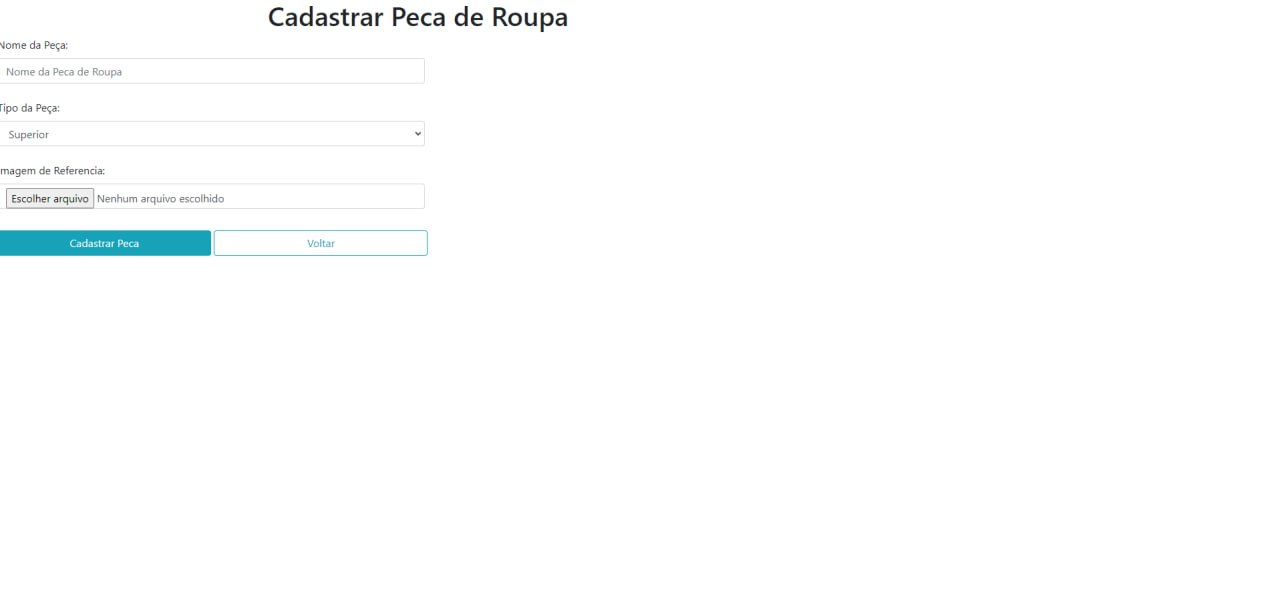 Cadastrar Peca de Roupa
Nome da Peça:
Nome da Peca de Roupa
Tipo da Peça:
Superior
magem de Referencia:
Escolher arquivo Nenhum arquivo escolhido
Cadastrar Peca Voltar